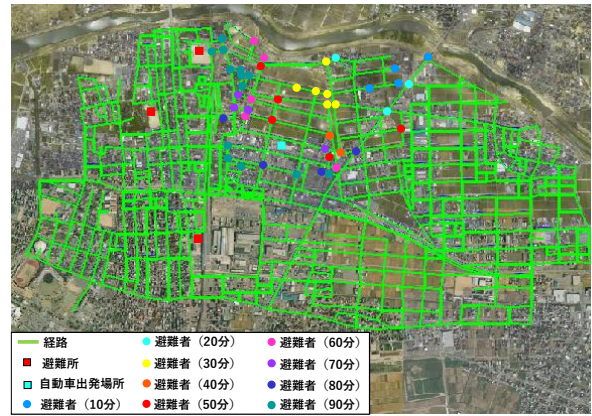 経路
避難所
自動車出発場所
避難者（10分）
避難者（20分）
避難者（30分）
避難者（40分）
避難者（50分）
避難者（60分）
避難者（70分）
避難者（80分）
避難者（90分）